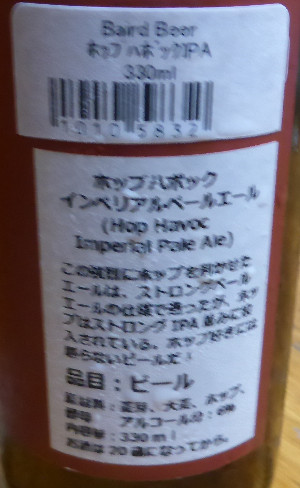 Baird Beer
ホップ ハボックIPA
330ml
10105832
ホップハボック
インペリアルペールエール
(Hop Havoc
Imperial Pale Ale)
この強烈にホップを利かせた
エールは、ストロングペール
エールの仕様で造ったが、ホッ
プはストロング IPA 並みに投
入されている。ホップ好きには
堪らないビールだ!
品目:ビール
原材料:麦芽、大麦、ホップ、
酵母 アルコール分:
内容量:330ml
お酒は20歳になってから。